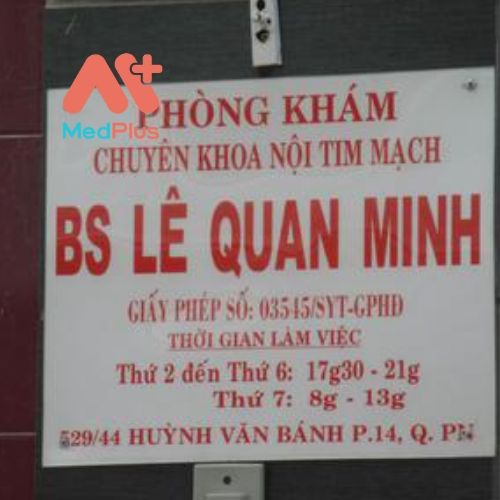 MedPlus
PHÒNG KHÁM
CHUYÊN KHOA NỘI TIM MẠCH
BS LÊ QUAN MINH
GIẤY PHÉP SỐ: 03545/SYT-GPHĐ
THỜI GIAN LÀM VIỆC
Thứ 2 đến Thứ 6: 17g30 - 21g
Thứ 7: 8g - 13g
529/44 HUỲNH VĂN BÁNH P.14, Q. PN